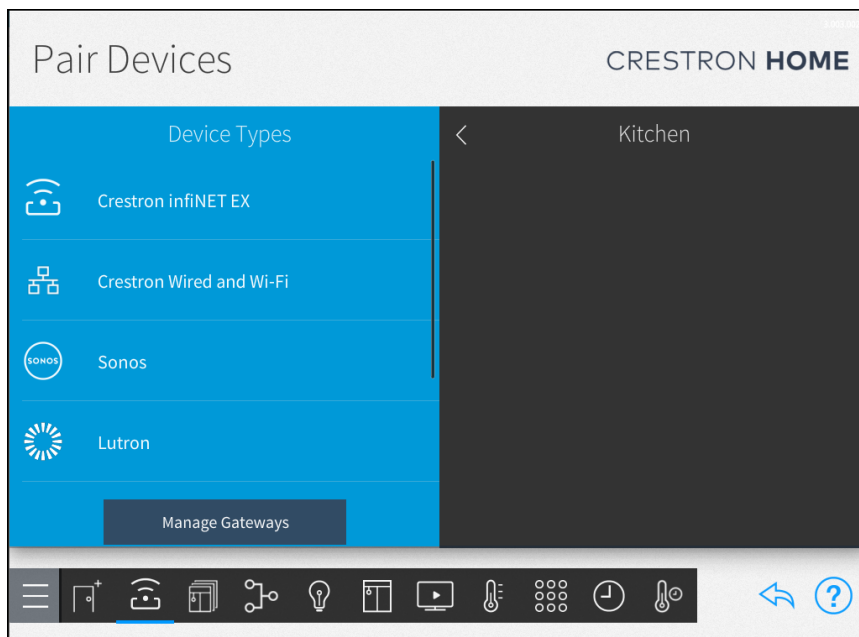 Pair Devices
CRESTRON HOME
Device Types
Kitchen
Crestron infiNET EX
Crestron Wired and Wi-Fi
SONOS
Sonos
Lutron
Manage Gateways
?